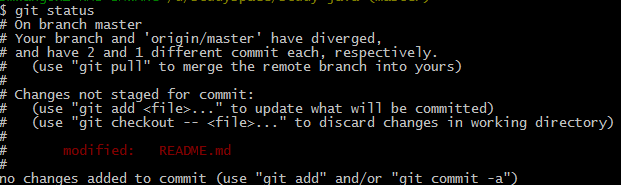 $ git status
# On branch master
# Your branch and 'origin/master' have diverged,
# and have 2 and 1 different commit each, respectively.
#   (use "git pull" to merge the remote branch into yours)
#
# Changes not staged for commit:
#   (use "git add <file>..." to update what will be committed)
#   (use "git checkout -- <file>..." to discard changes in working directory)
#
#       modified:   README.md
#
no changes added to commit (use "git add" and/or "git commit -a")